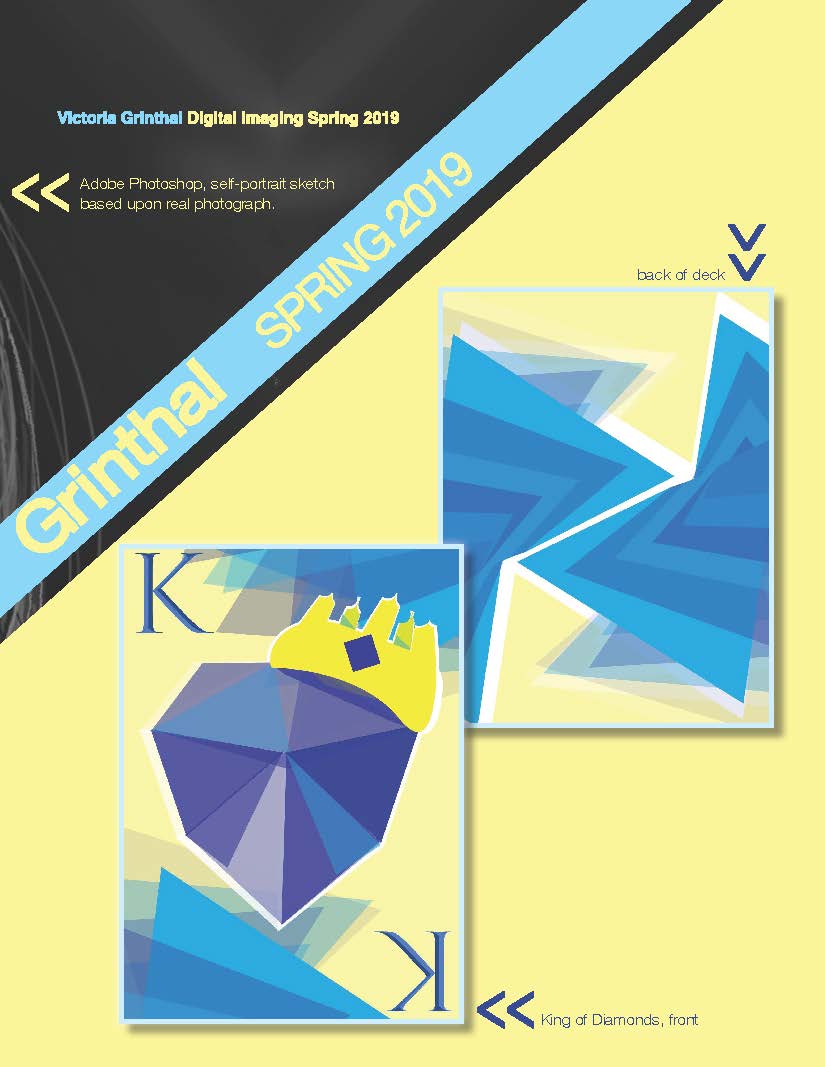 Victoria Grinthal Digital Imaging Spring 2019
<< Adobe Photoshop, self-portrait sketch
based upon real photograph.
Grinthal SPRING 2019
back of deck
K
K
<< King of Diamonds, front